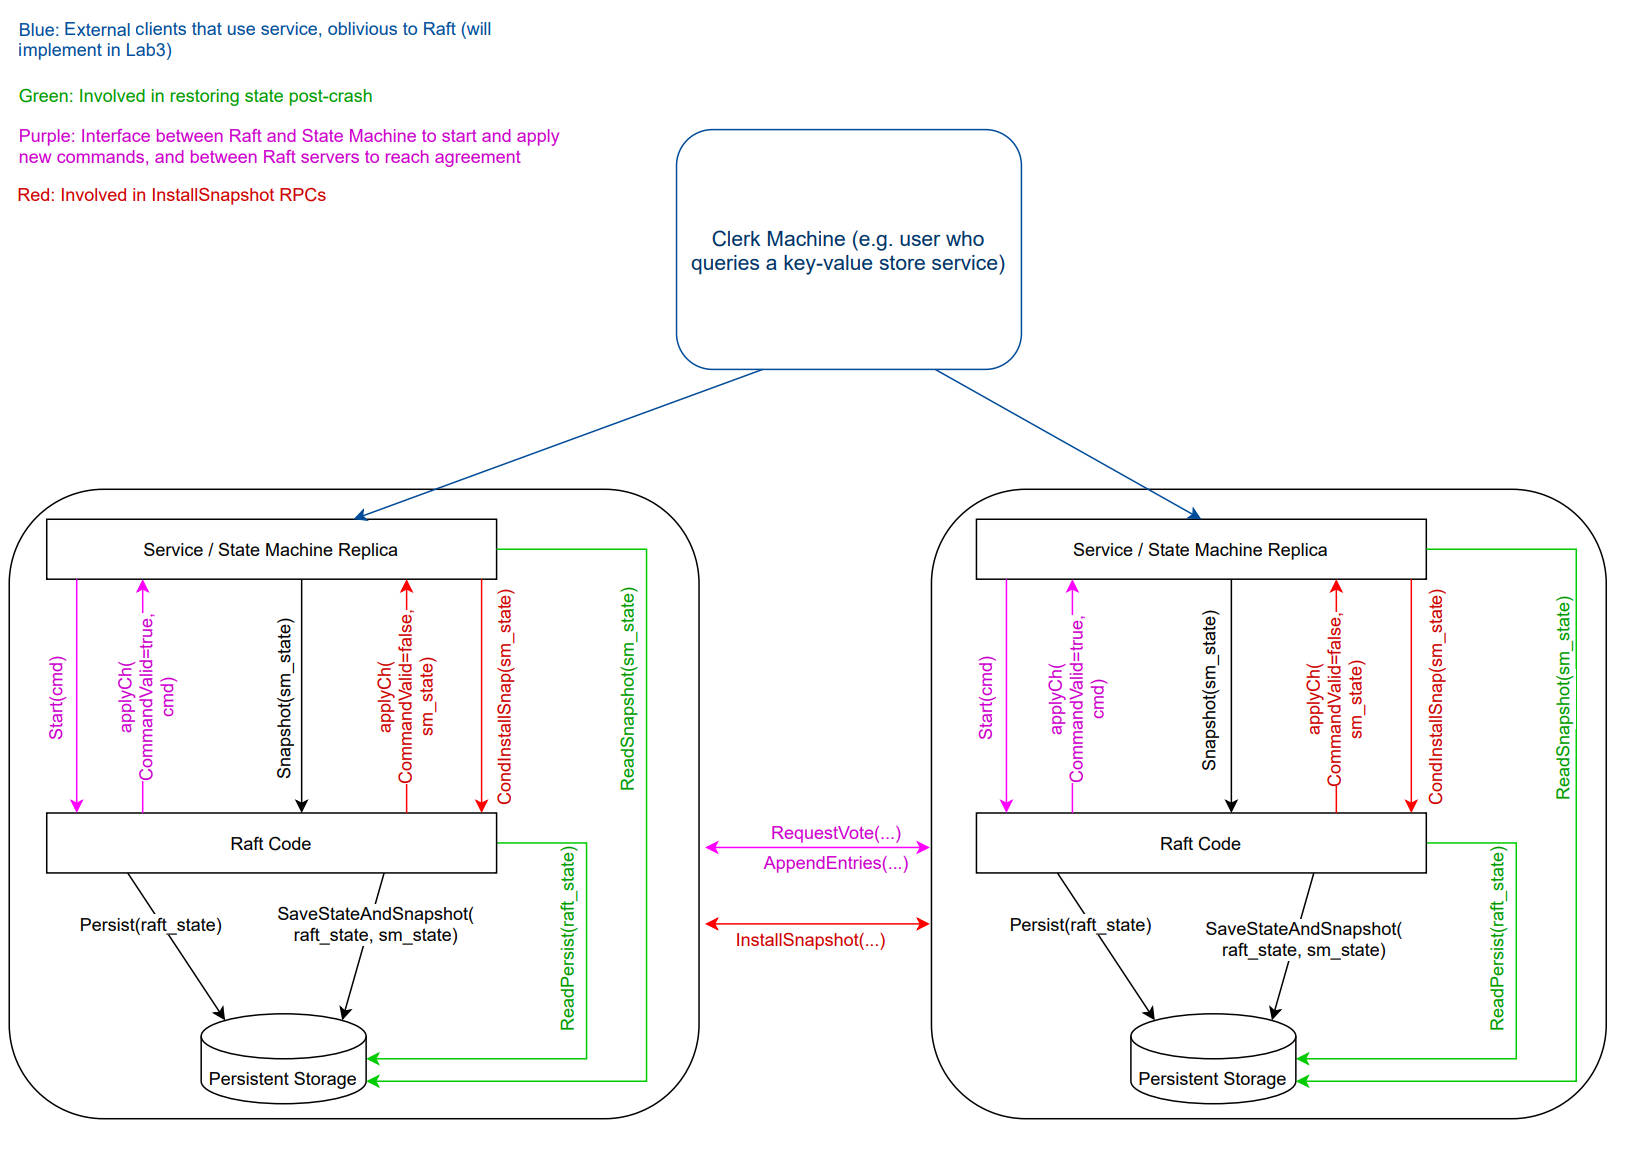 Blue: External clients that use service, oblivious to Raft (will
implement in Lab3)
Green: Involved in restoring state post-crash
Purple: Interface between Raft and State Machine to start and apply
new commands, and between Raft servers to reach agreement
Red: Involved in InstallSnapshot RPCs
Clerk Machine (e.g. user who
queries a key-value store service)
Service / State Machine Replica
Start(cmd)
applyCh(
CommandValid=true,
cmd)
Snapshot(sm_state)
applyCh(
CommandValid=false,
sm_state)
CondInstallSnap(sm_state)
ReadSnapshot(sm_state)
Raft Code
Persist(raft_state)
SaveStateAndSnapshot(
raft_state, sm_state)
ReadPersist(raft_state)
Persistent Storage
RequestVote(...)
AppendEntries(...)
InstallSnapshot(...)
Service / State Machine Replica
Start(cmd)
applyCh(
CommandValid=true,
cmd)
Snapshot(sm_state)
applyCh(
CommandValid=false,
sm_state)
CondInstallSnap(sm_state)
ReadSnapshot(sm_state)
Raft Code
Persist(raft_state)
SaveStateAndSnapshot(
raft_state, sm_state)
ReadPersist(raft_state)
Persistent Storage